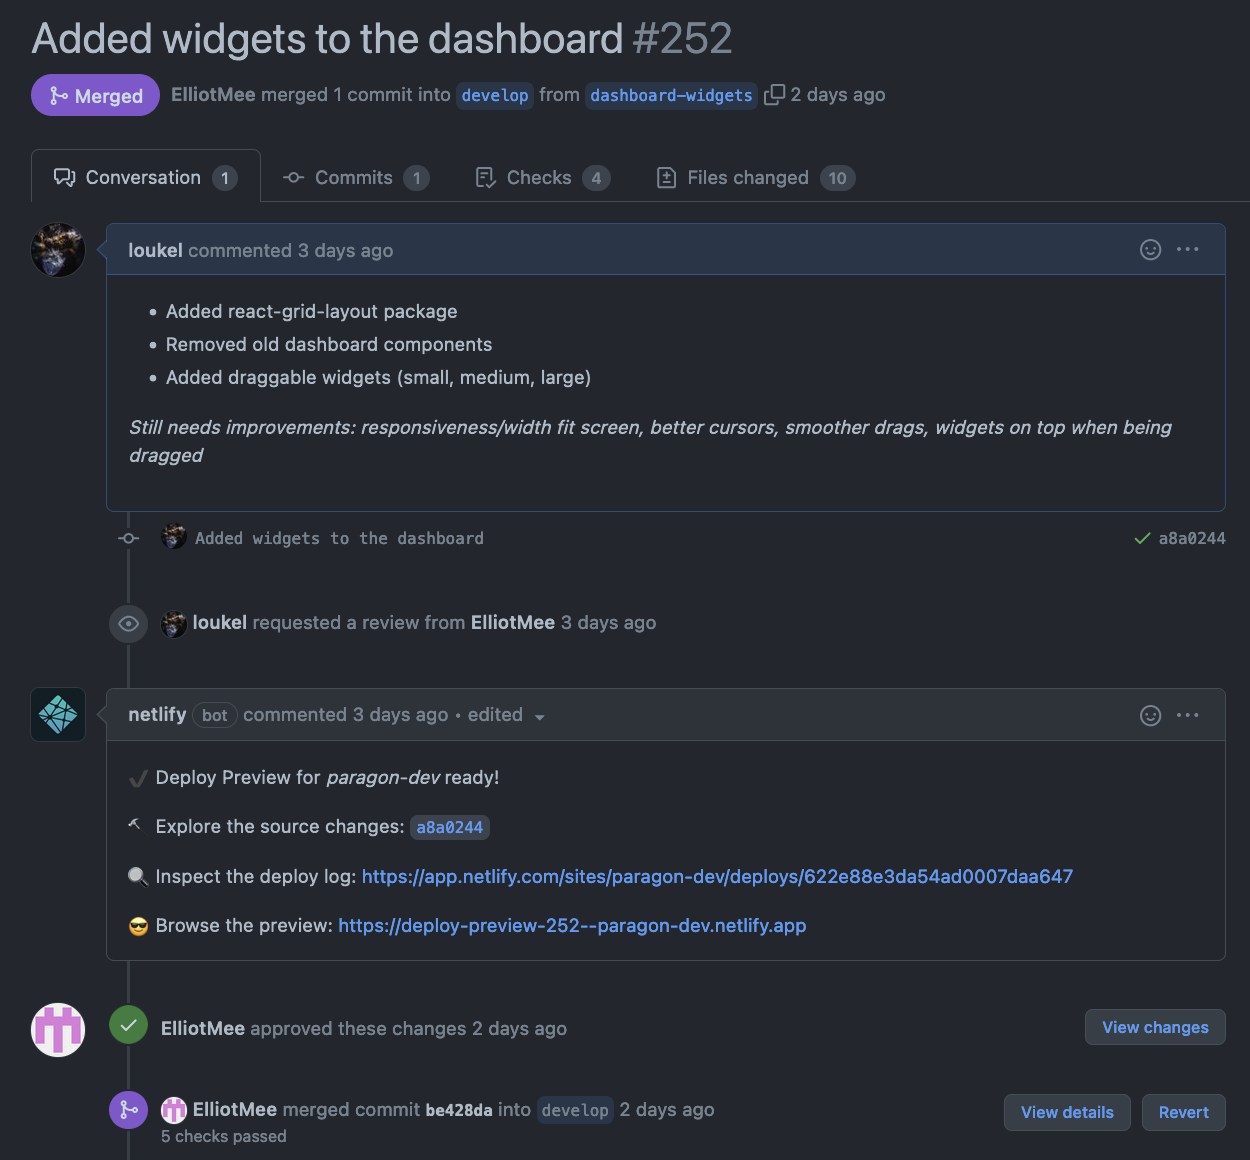 Added widgets to the dashboard #252
Merged ElliotMee merged 1 commit into develop from dashboard-widgets 2 days ago
Conversation 1 Commits 1 Checks 4 Files changed 10
loukel commented 3 days ago
• Added react-grid-layout package
• Removed old dashboard components
• Added draggable widgets (small, medium, large)
Still needs improvements: responsiveness/width fit screen, better cursors, smoother drags, widgets on top when being
dragged
Added widgets to the dashboard a8a0244
loukel requested a review from ElliotMee 3 days ago
netlify bot commented 3 days ago • edited
Deploy Preview for paragon-dev ready!
Explore the source changes: a8a0244
Inspect the deploy log: https://app.netlify.com/sites/paragon-dev/deploys/622e88e3da54ad0007daa647
Browse the preview: https://deploy-preview-252--paragon-dev.netlify.app
ElliotMee approved these changes 2 days ago View changes
ElliotMee merged commit be428da into develop 2 days ago View details Revert
5 checks passed